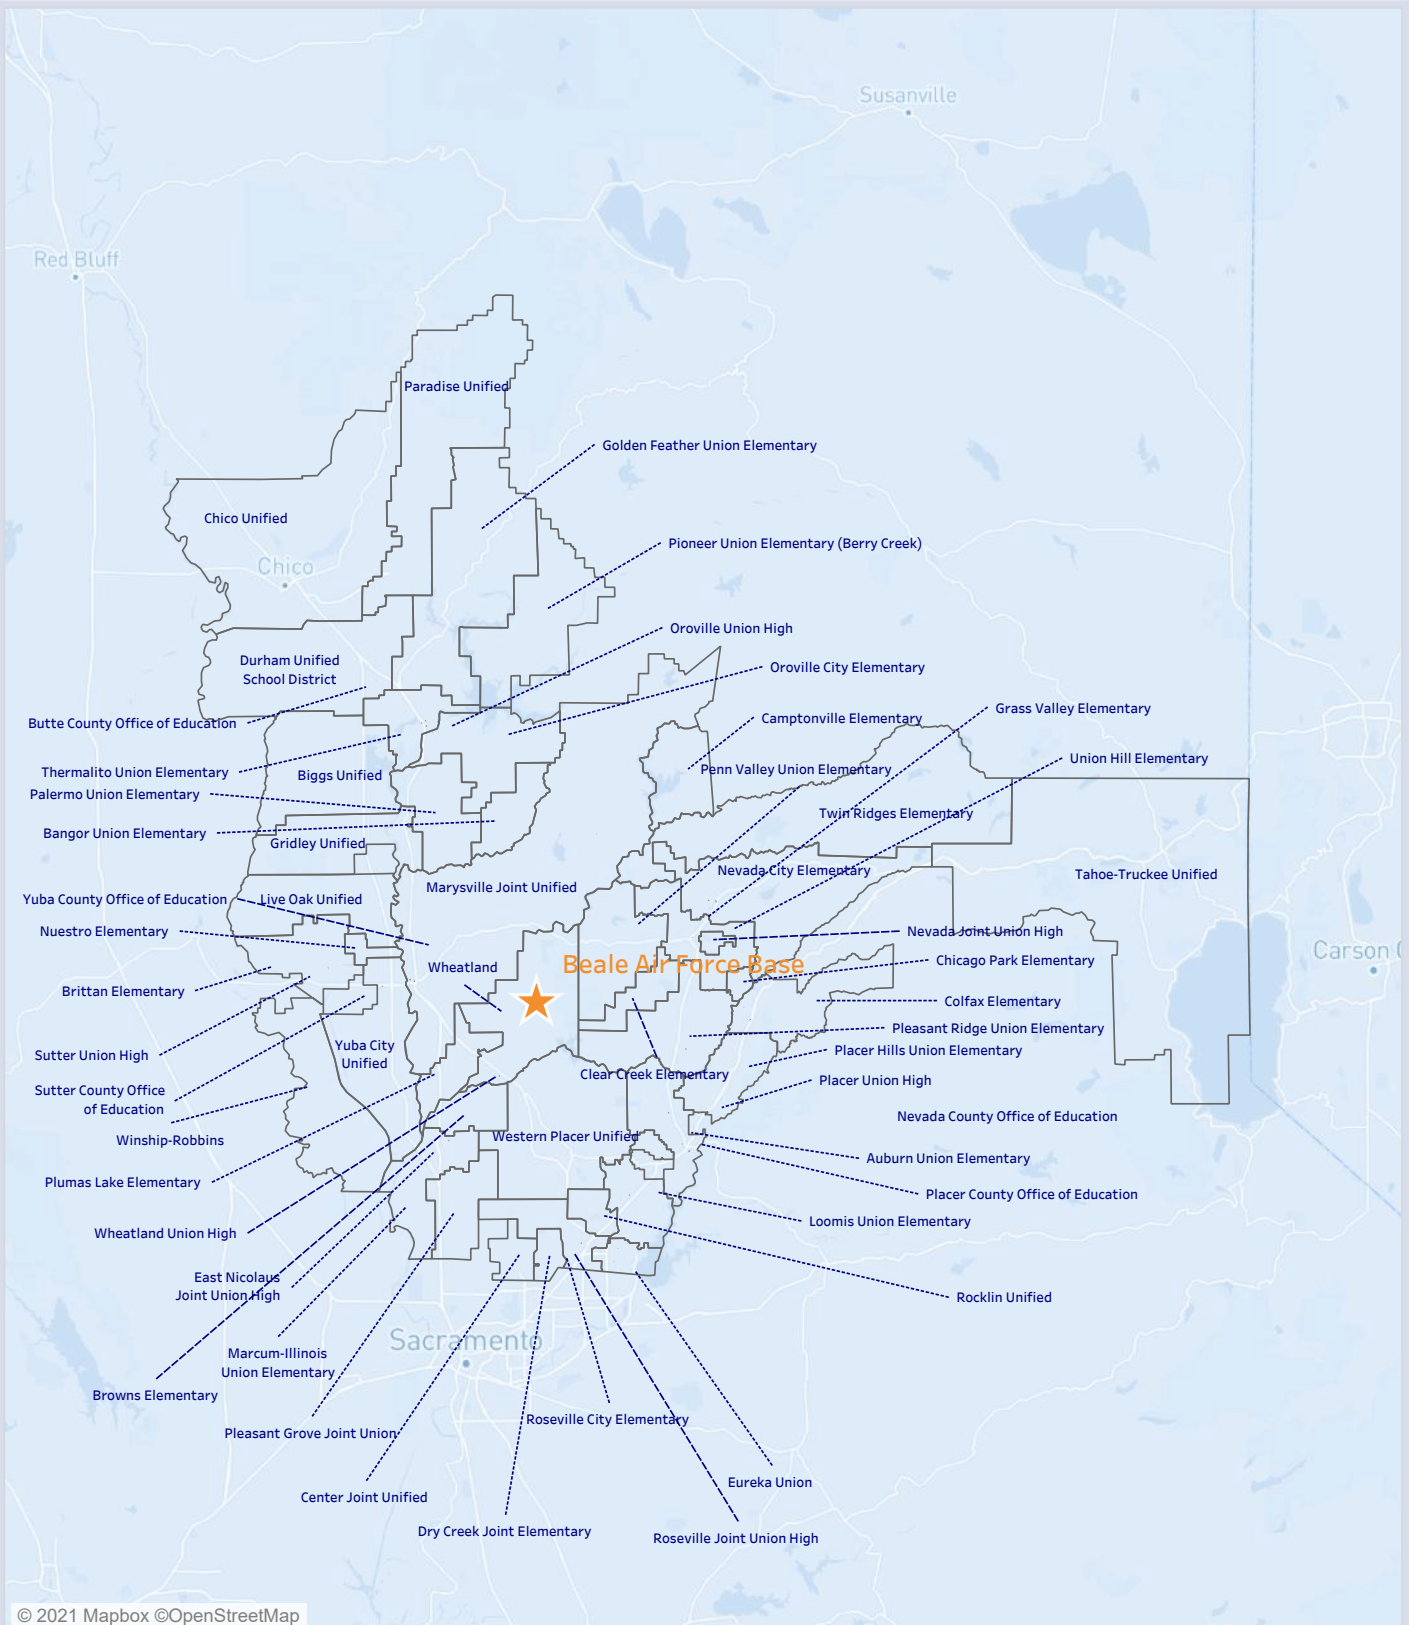 Susanville
Red Bluff
Paradise Unified
Golden Feather Union Elementary
Chico Unified
Pioneer Union Elementary (Berry Creek)
Chico
Oroville Union High
Durham Unified
School District
Oroville City Elementary
Grass Valley Elementary
Camptonville Elementary
Butte County Office of Education
Union Hill Elementary
Penn Valley Union Elementary
Thermalito Union Elementary
Biggs Unified
Palermo Union Elementary
Twin Ridges Elementary
Bangor Union Elementary
Gridley Unified
Nevada City Elementary
Tahoe-Truckee Unified
Marysville Joint Unified
Yuba County Office of Education
Live Oak Unified
Nuestro Elementary
Nevada Joint Union High
Carson C
Chicago Park Elementary
Beale Air Force Base
Wheatland
Brittan Elementary
Colfax Elementary
Pleasant Ridge Union Elementary
Yuba City
Unified
Placer Hills Union Elementary
Sutter Union High
Clear Creek Elementary
Placer Union High
Sutter County Office
of Education
Nevada County Office of Education
Winship-Robbins
Western Placer Unified
Auburn Union Elementary
Plumas Lake Elementary
Placer County Office of Education
Loomis Union Elementary
Wheatland Union High
East Nicolaus
Joint Union High
Rocklin Unified
Sacramento
Marcum-Illinois
Union Elementary
Browns Elementary
Roseville City Elementary
Pleasant Grove Joint Union
Eureka Union
Center Joint Unified
Dry Creek Joint Elementary
Roseville Joint Union High
© 2021 Mapbox ©OpenStreetMap